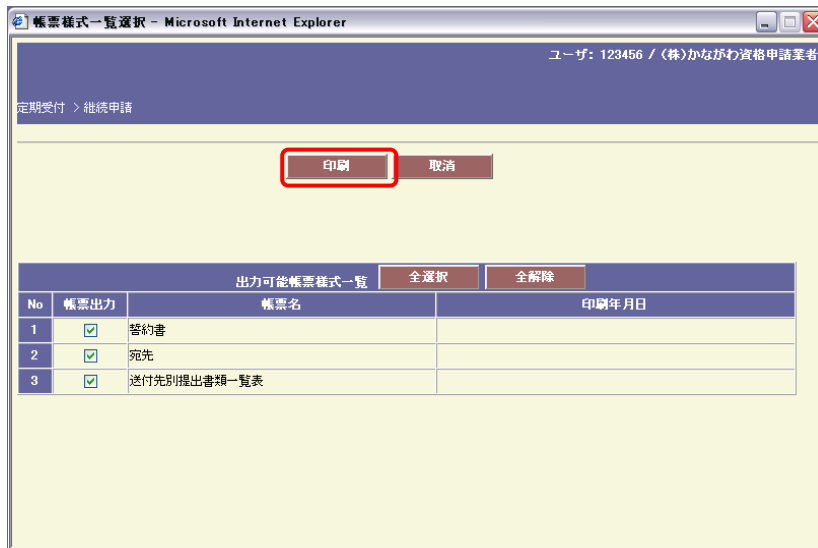 帳票様式一覧選択 - Microsoft Internet Explorer
ユーザ: 123456 / (株)かながわ資格申請業者
定期受付 > 継続申請
印刷 取消
出力可能帳票様式一覧 全選択 全解除
No 帳票出力 帳票名 印刷年月日
1 誓約書
2 宛先
3 送付先別提出書類一覧表